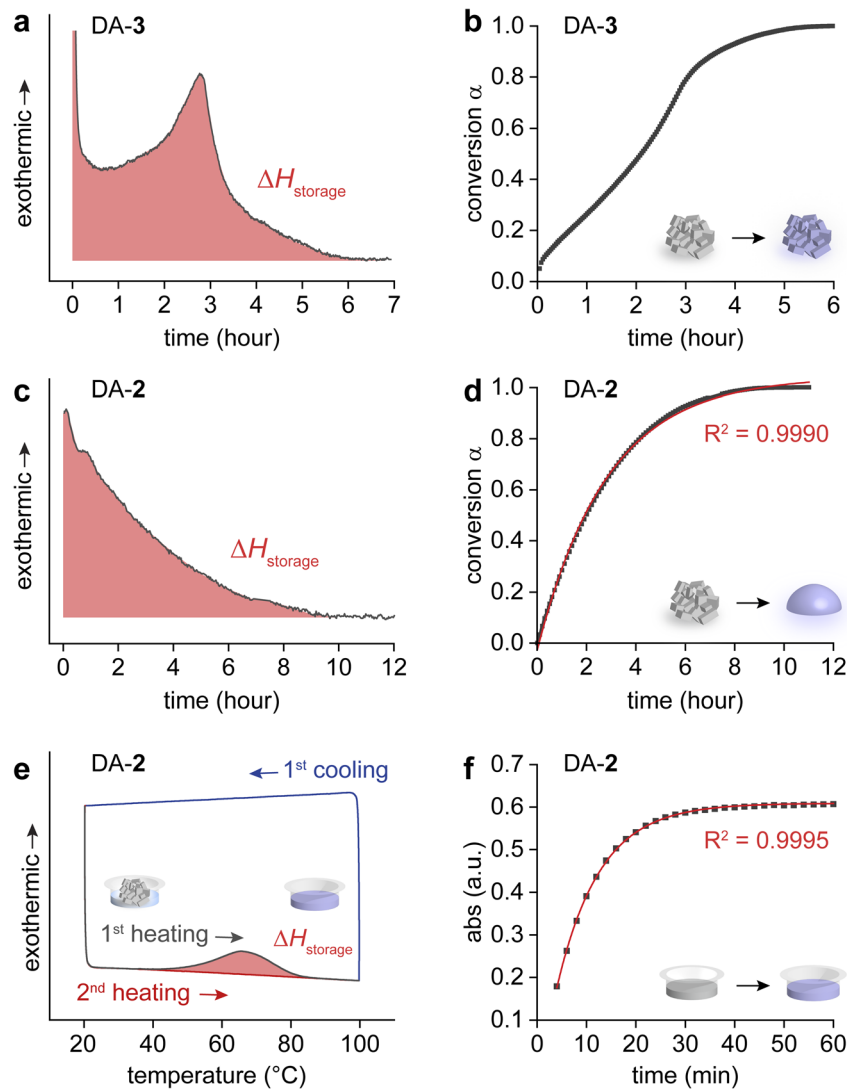 a
DA-3
exothermic →
ΔH storage
0 1 2 3 4 5 6 7
time (hour)
b
DA-3
conversion α
1.0
0.8
0.6
0.4
0.2
0.0
0 1 2 3 4 5 6
time (hour)
c
DA-2
exothermic →
ΔH storage
0 2 4 6 8 10 12
time (hour)
d
DA-2
conversion α
1.0
0.8
0.6
0.4
0.2
0.0
R² = 0.9990
0 2 4 6 8 10 12
time (hour)
e
DA-2
exothermic →
← 1st cooling
1st heating →
ΔH storage
2nd heating →
20 40 60 80 100
temperature (°C)
f
DA-2
abs (a.u.)
0.7
0.6
0.5
0.4
0.3
0.2
0.1
R² = 0.9995
0 10 20 30 40 50 60
time (min)